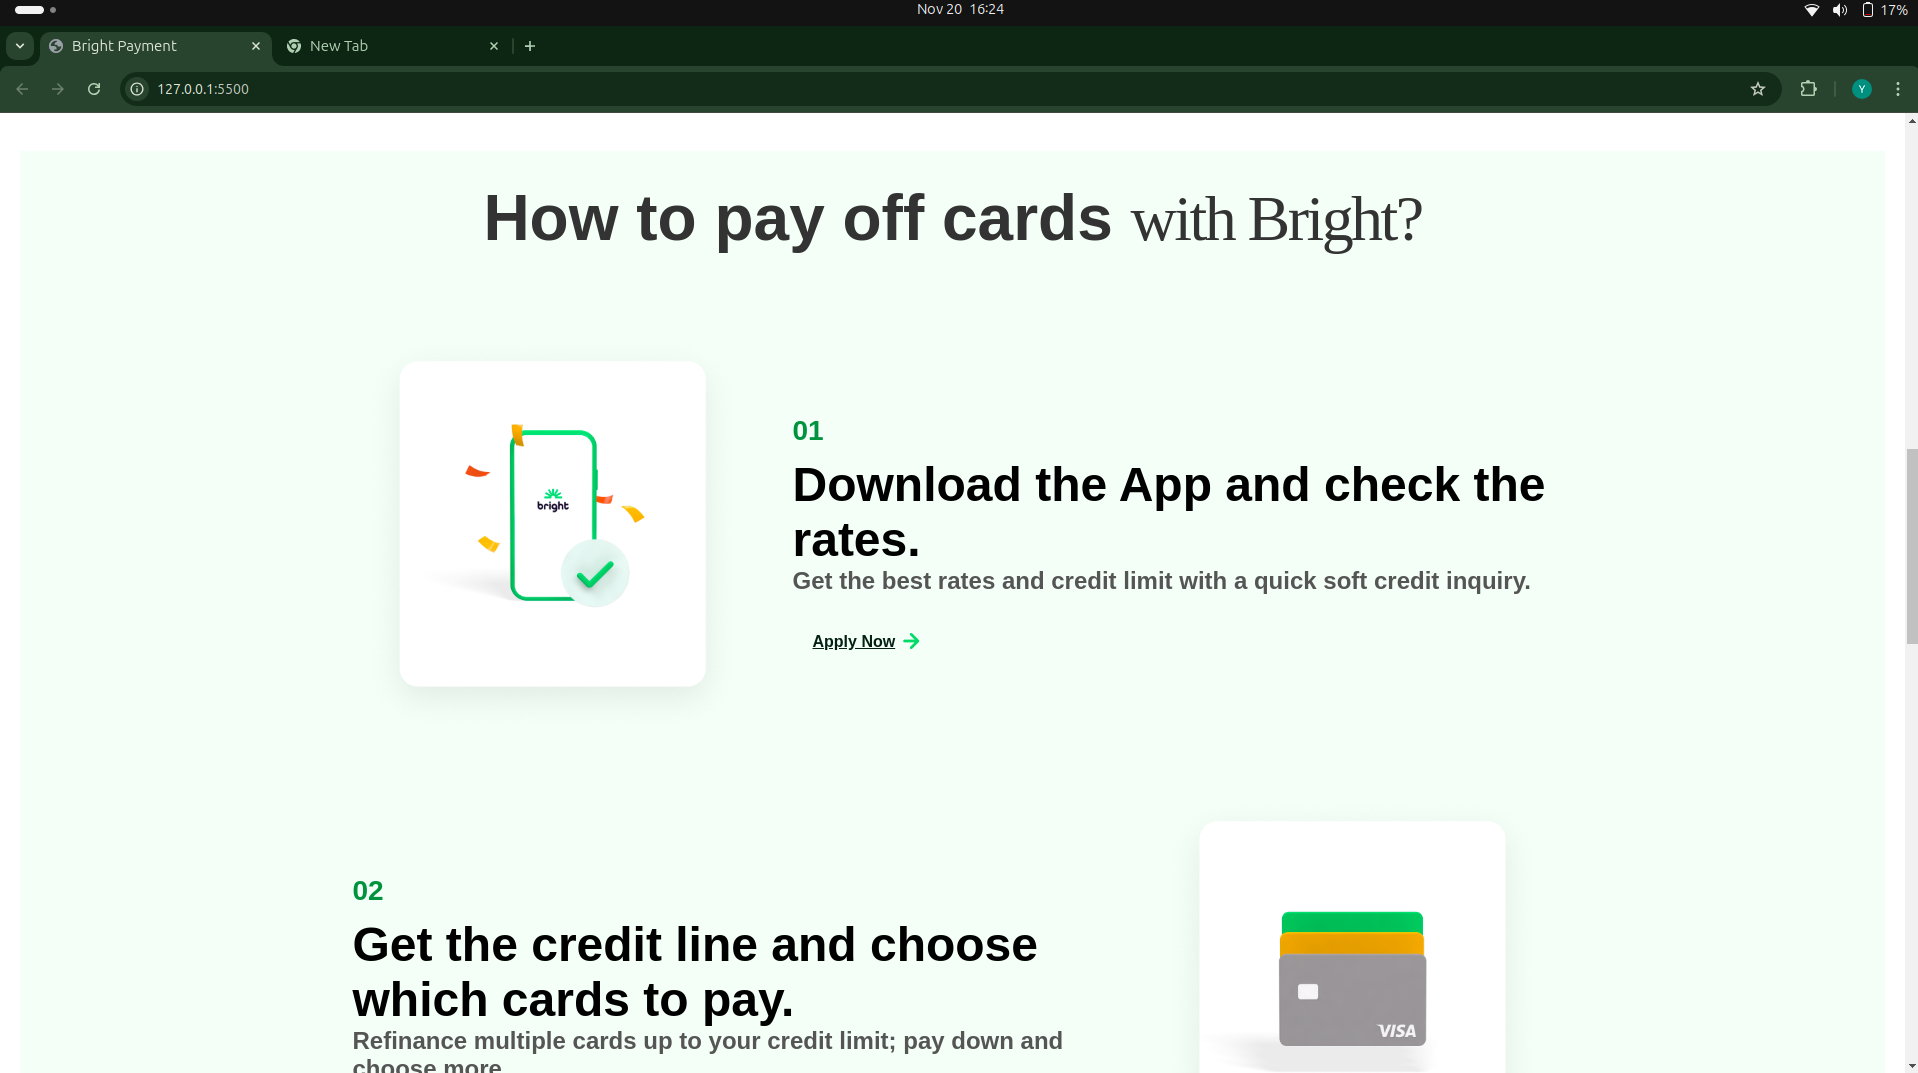 Nov 20 16:24
17%
Bright Payment
New Tab
127.0.0.1:5500
Y
How to pay off cards with Bright?
bright
01
Download the App and check the
rates.
Get the best rates and credit limit with a quick soft credit inquiry.
Apply Now
02
Get the credit line and choose
which cards to pay.
Refinance multiple cards up to your credit limit; pay down and
choose more
VISA